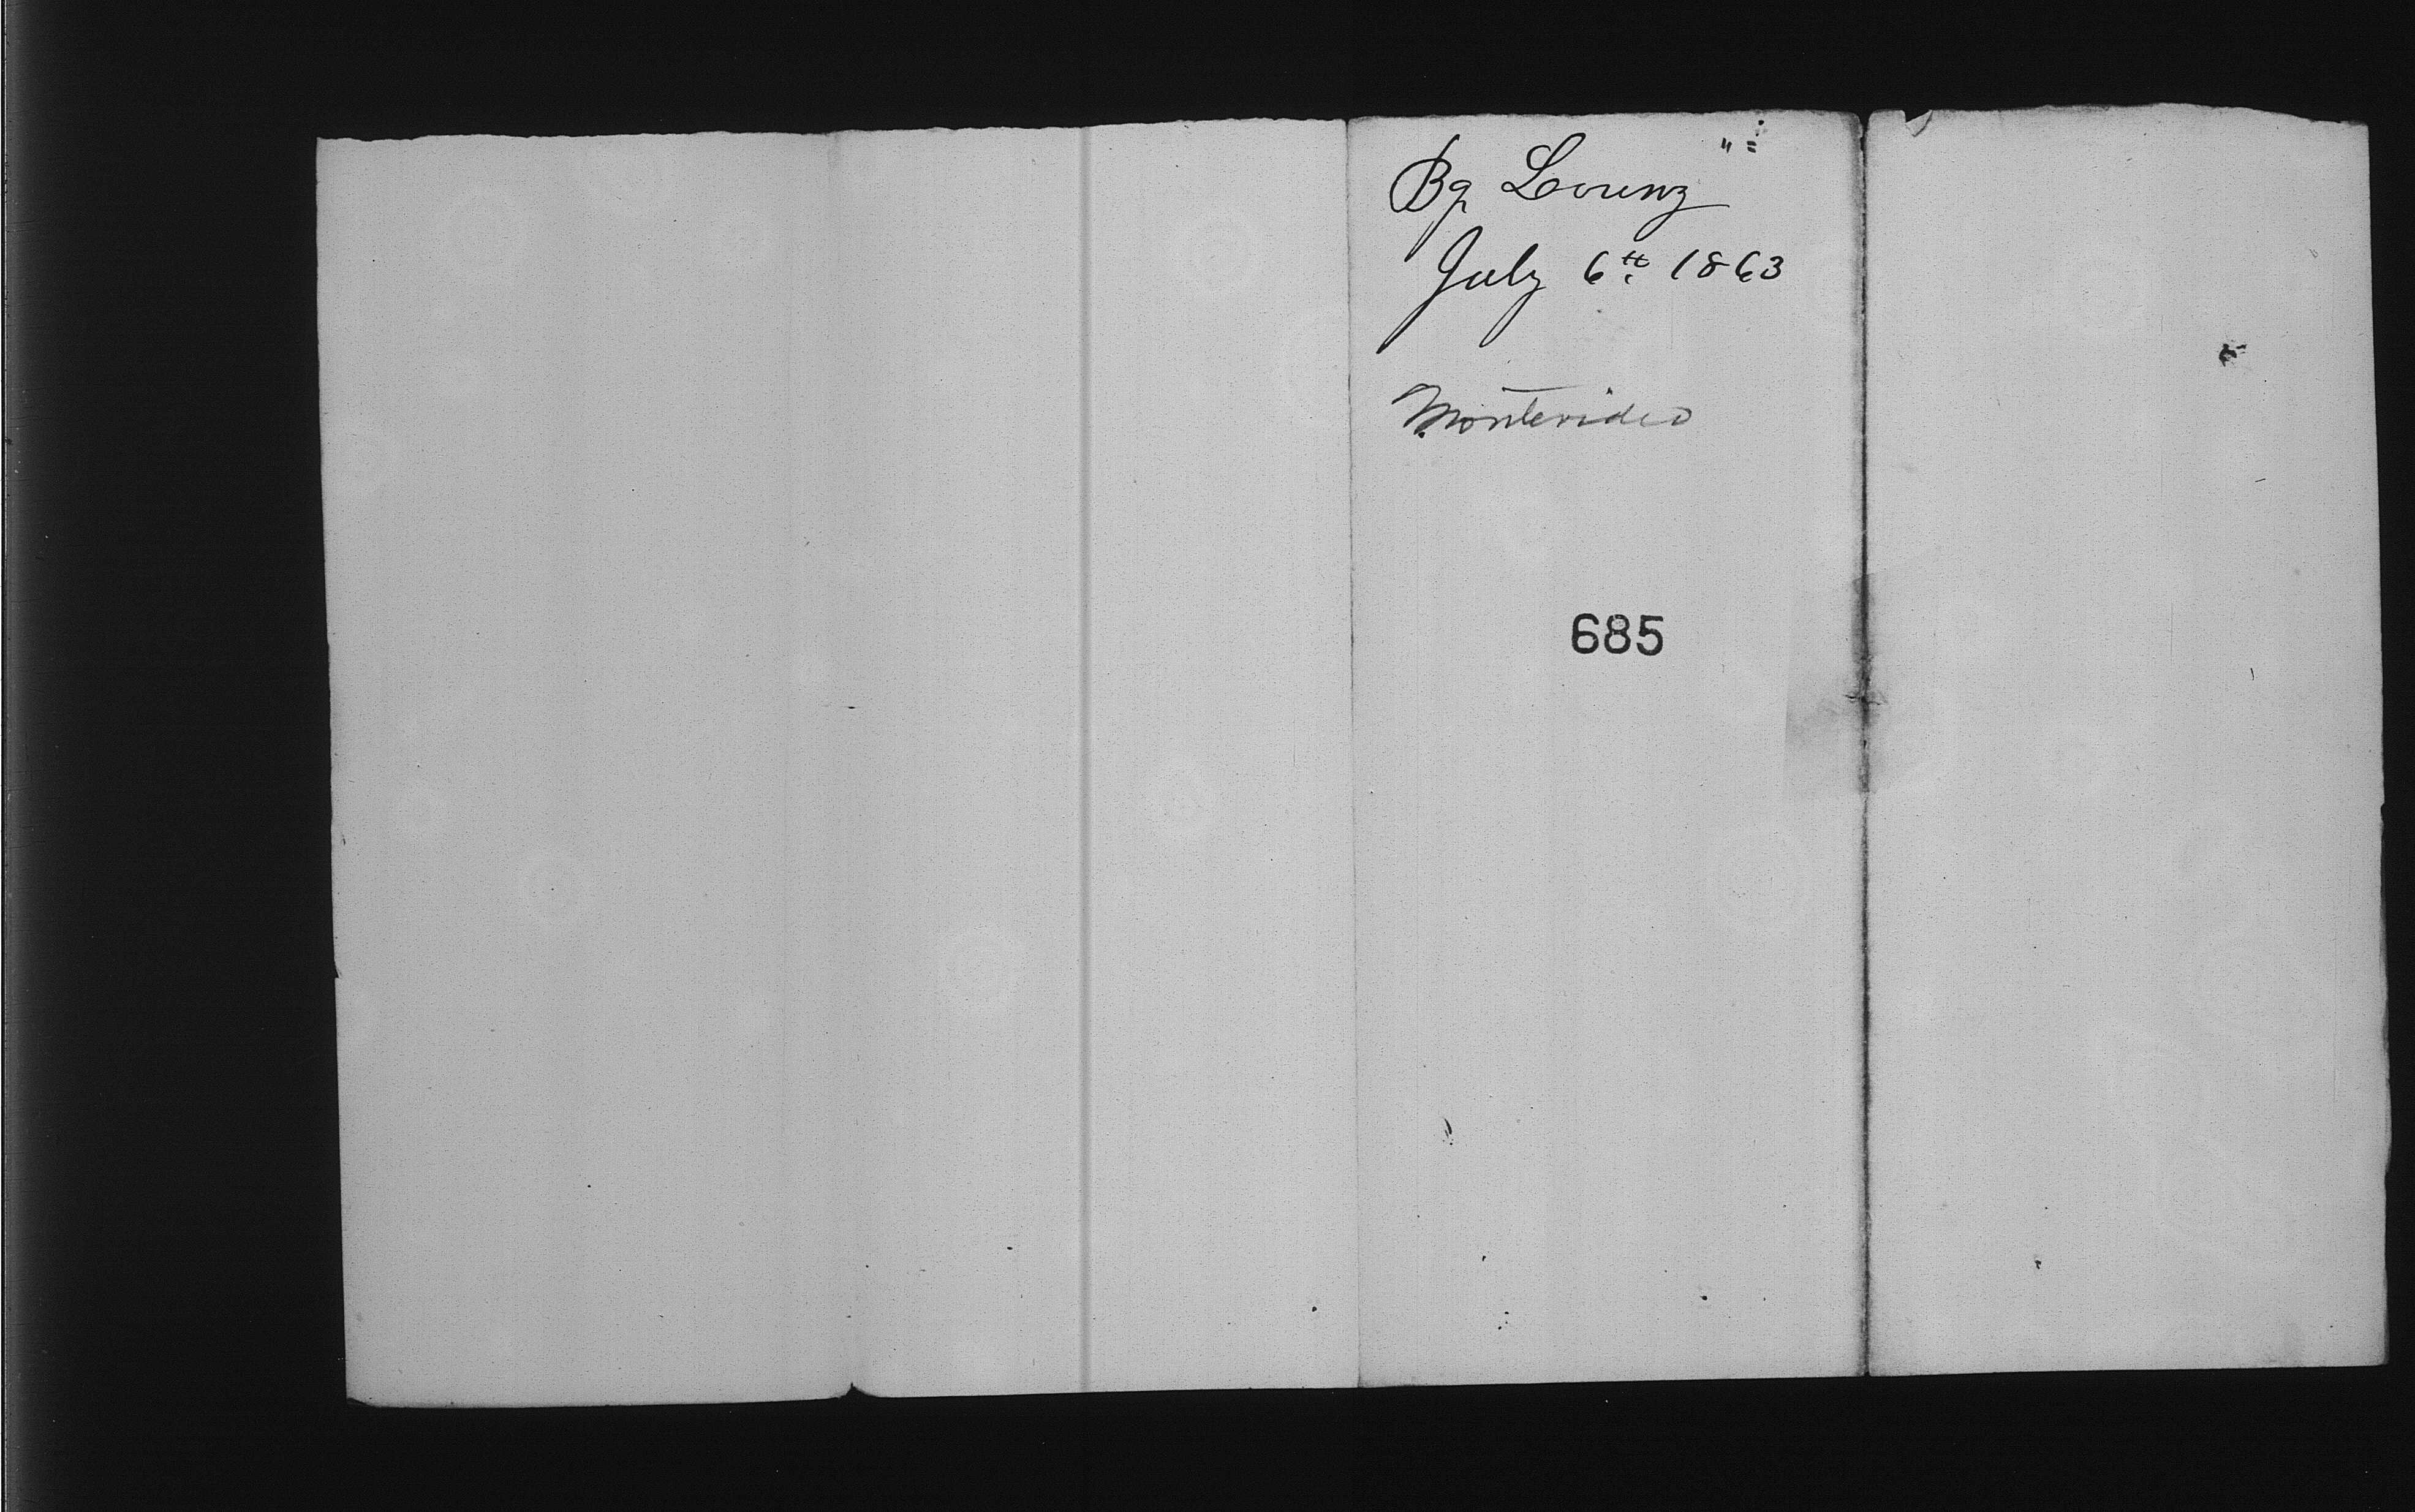 Bq Lorenz
July 6th 1863
Montevideo
685